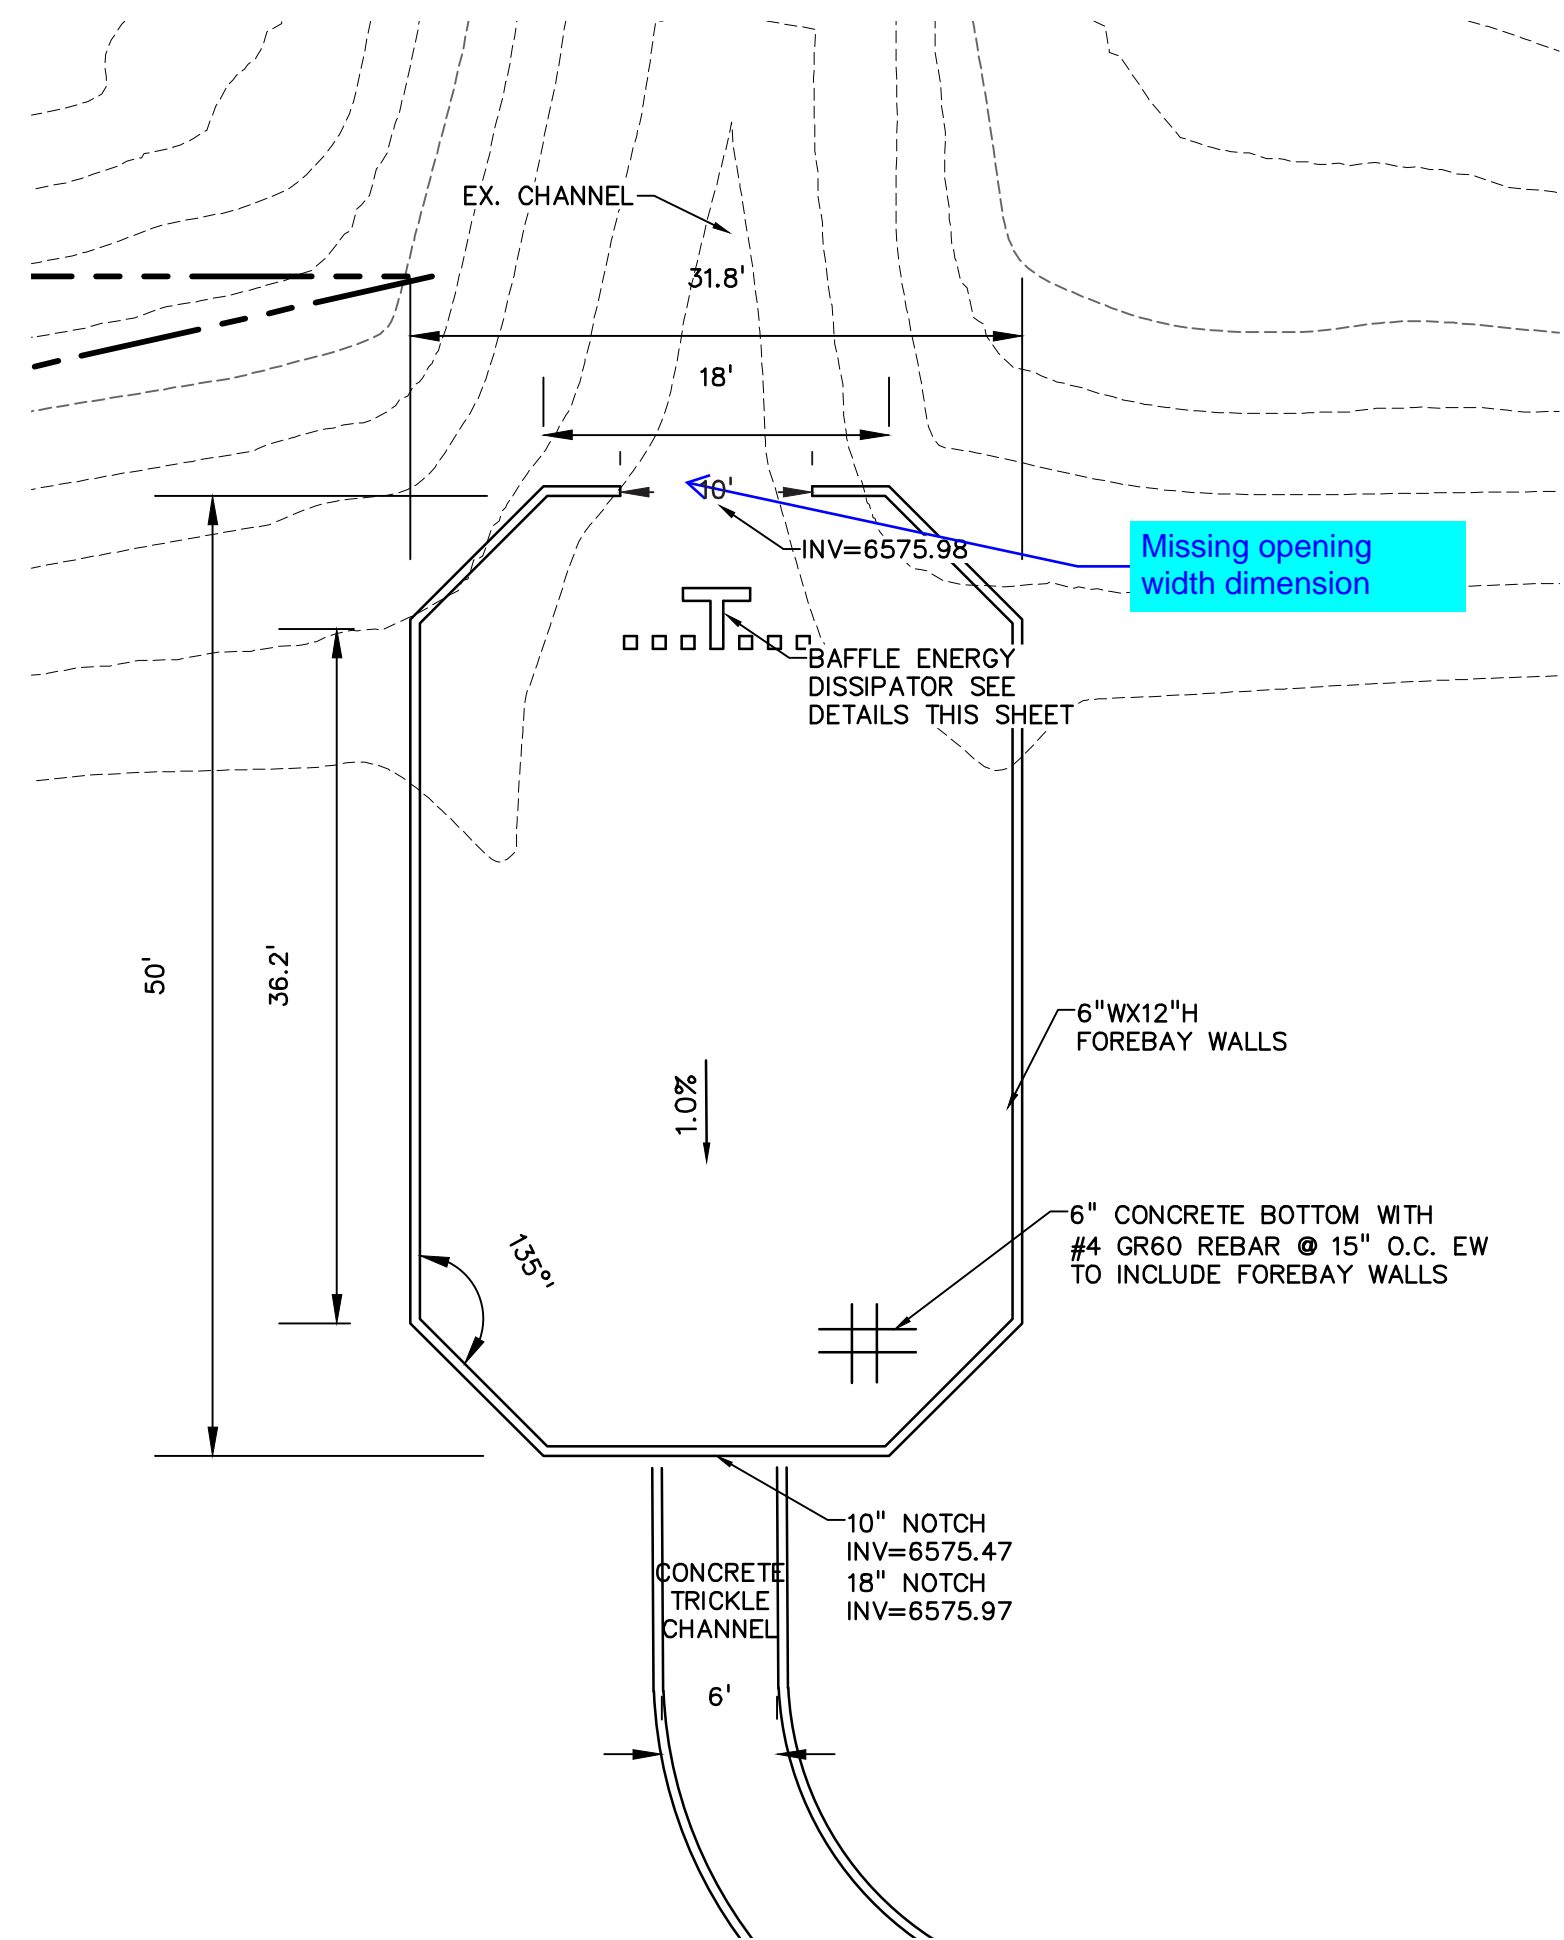 EX. CHANNEL
31.8'
18'
10'
INV=6575.98
Missing opening
width dimension
BAFFLE ENERGY
DISSIPATOR SEE
DETAILS THIS SHEET
50'
36.2'
6"WX12"H
FOREBAY WALLS
1.0%
6" CONCRETE BOTTOM WITH
#4 GR60 REBAR @ 15" O.C. EW
TO INCLUDE FOREBAY WALLS
135°'
10" NOTCH
INV=6575.47
18" NOTCH
INV=6575.97
CONCRETE
TRICKLE
CHANNEL
6'